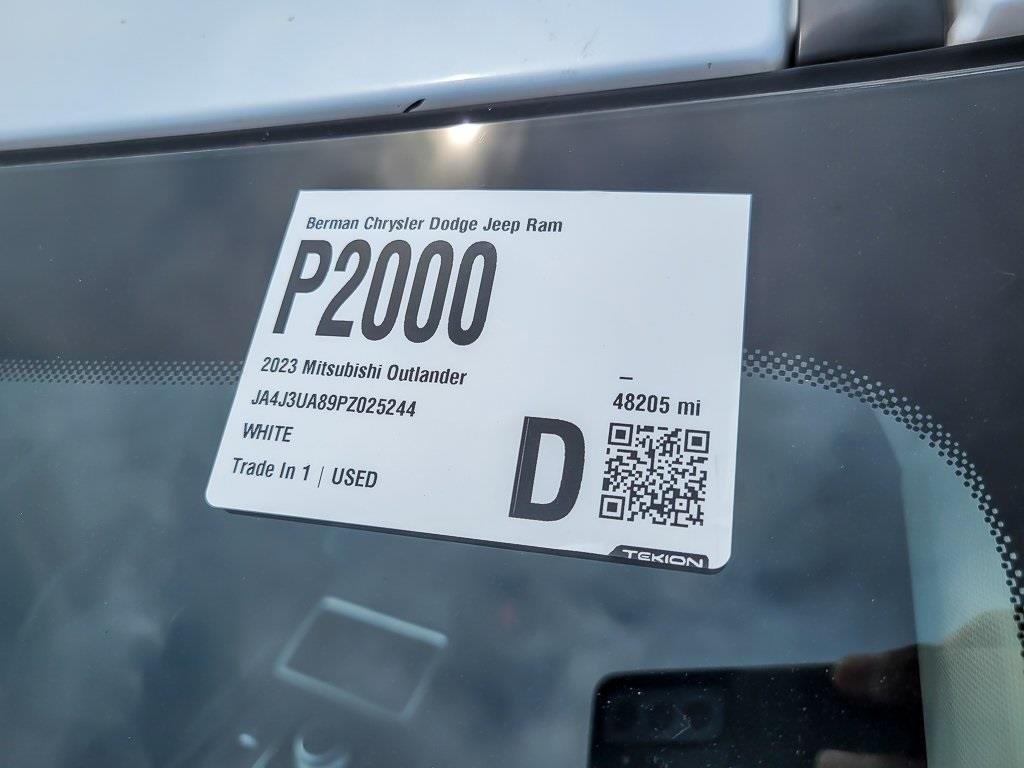 Berman Chrysler Dodge Jeep Ram
P2000
2023 Mitsubishi Outlander
JA4J3UA89PZ025244
WHITE
Trade In 1 | USED
–
48205 mi
D
TEKION